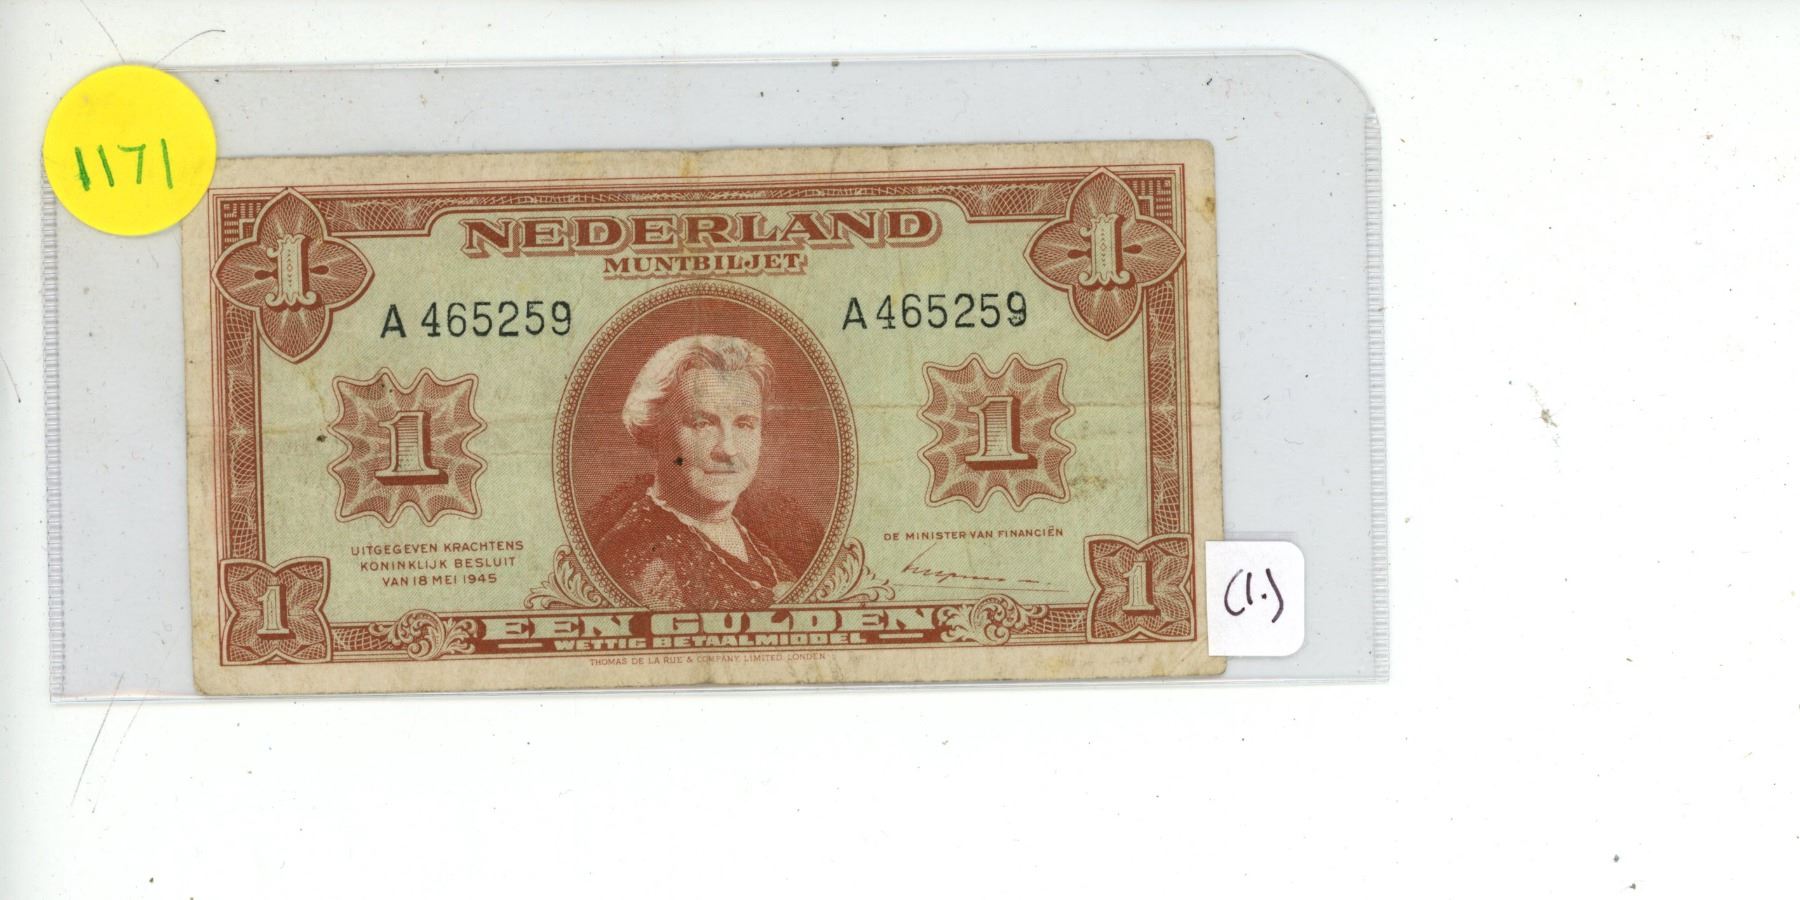 1171
1
1
NEDERLAND
MUNTBILJET
A 465259
A 465259
1
1
UITGEGEVEN KRACHTENS
KONINKLIJK BESLUIT
VAN 18 MEI 1945
DE MINISTER VAN FINANCIËN
1
1
(1.)
EEN GULDEN
WETTIG BETAALMIDDEL
THOMAS DE LA RUE & COMPANY, LIMITED, LONDEN